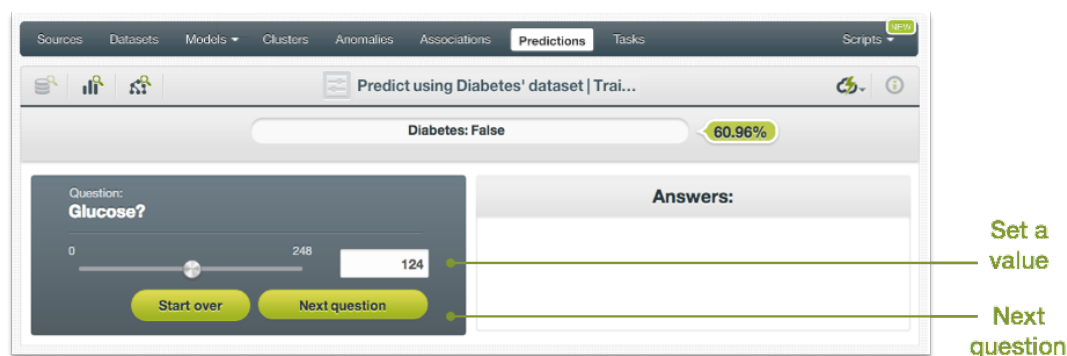 Sources Datasets Models Clusters Anomalies Associations Predictions Tasks Scripts NEW
Predict using Diabetes' dataset | Trai...
Diabetes: False 60.96%
Question:
Glucose?
0 248
124
Start over Next question
Answers:
Set a
value
Next
question